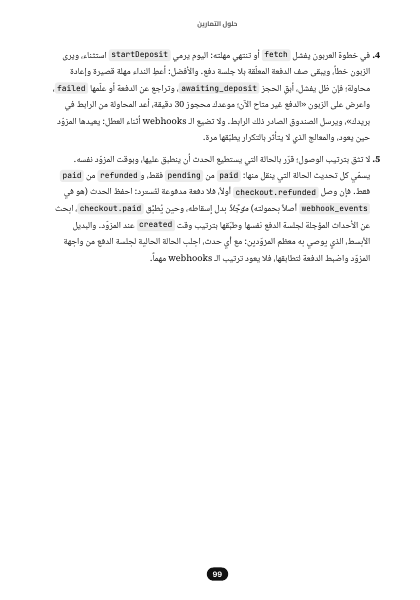 حلول التمارين
4. في خطوة العربون يفشل fetch أو تنتهي مهلته: اليوم يرمي startDeposit استثناء، ويرى
الزبون خطأ، ويبقى صف الدفعة المعلّقة بلا جلسة دفع. والأفضل: أعطِ النداء مهلة قصيرة وإعادة
محاولة؛ فإن ظل يفشل، أبقِ الحجز awaiting_deposit، وتراجع عن الدفعة أو علّمها failed،
واعرض على الزبون «الدفع غير متاح الآن؛ موعدك محجوز 30 دقيقة، أعد المحاولة من الرابط في
بريدك»، ويرسل الصندوق الصادر ذلك الرابط. ولا تضيع الـ webhooks أثناء العطل: يعيدها المزوّد
حين يعود، والمعالج الذي لا يتأثر بالتكرار يطبّقها مرة.
5. لا تثق بترتيب الوصول؛ قرّر بالحالة التي يستطيع الحدث أن ينطبق عليها، وبوقت المزوّد نفسه.
يسمّي كل تحديث الحالة التي ينقل منها: paid من pending فقط، و refunded من paid
فقط. فإن وصل checkout.refunded أولاً، فلا دفعة مدفوعة لتُسترد: احفظ الحدث (هو في
webhook_events أصلاً بحمولته) مؤجَّلاً بدل إسقاطه، وحين يُطبَّق checkout.paid، ابحث
عن الأحداث المؤجلة لجلسة الدفع نفسها وطبّقها بترتيب وقت created عند المزوّد. والبديل
الأبسط، الذي يوصي به معظم المزوّدين: مع أي حدث، اجلب الحالة الحالية لجلسة الدفع من واجهة
المزوّد واضبط الدفعة لتطابقها، فلا يعود ترتيب الـ webhooks مهماً.
99